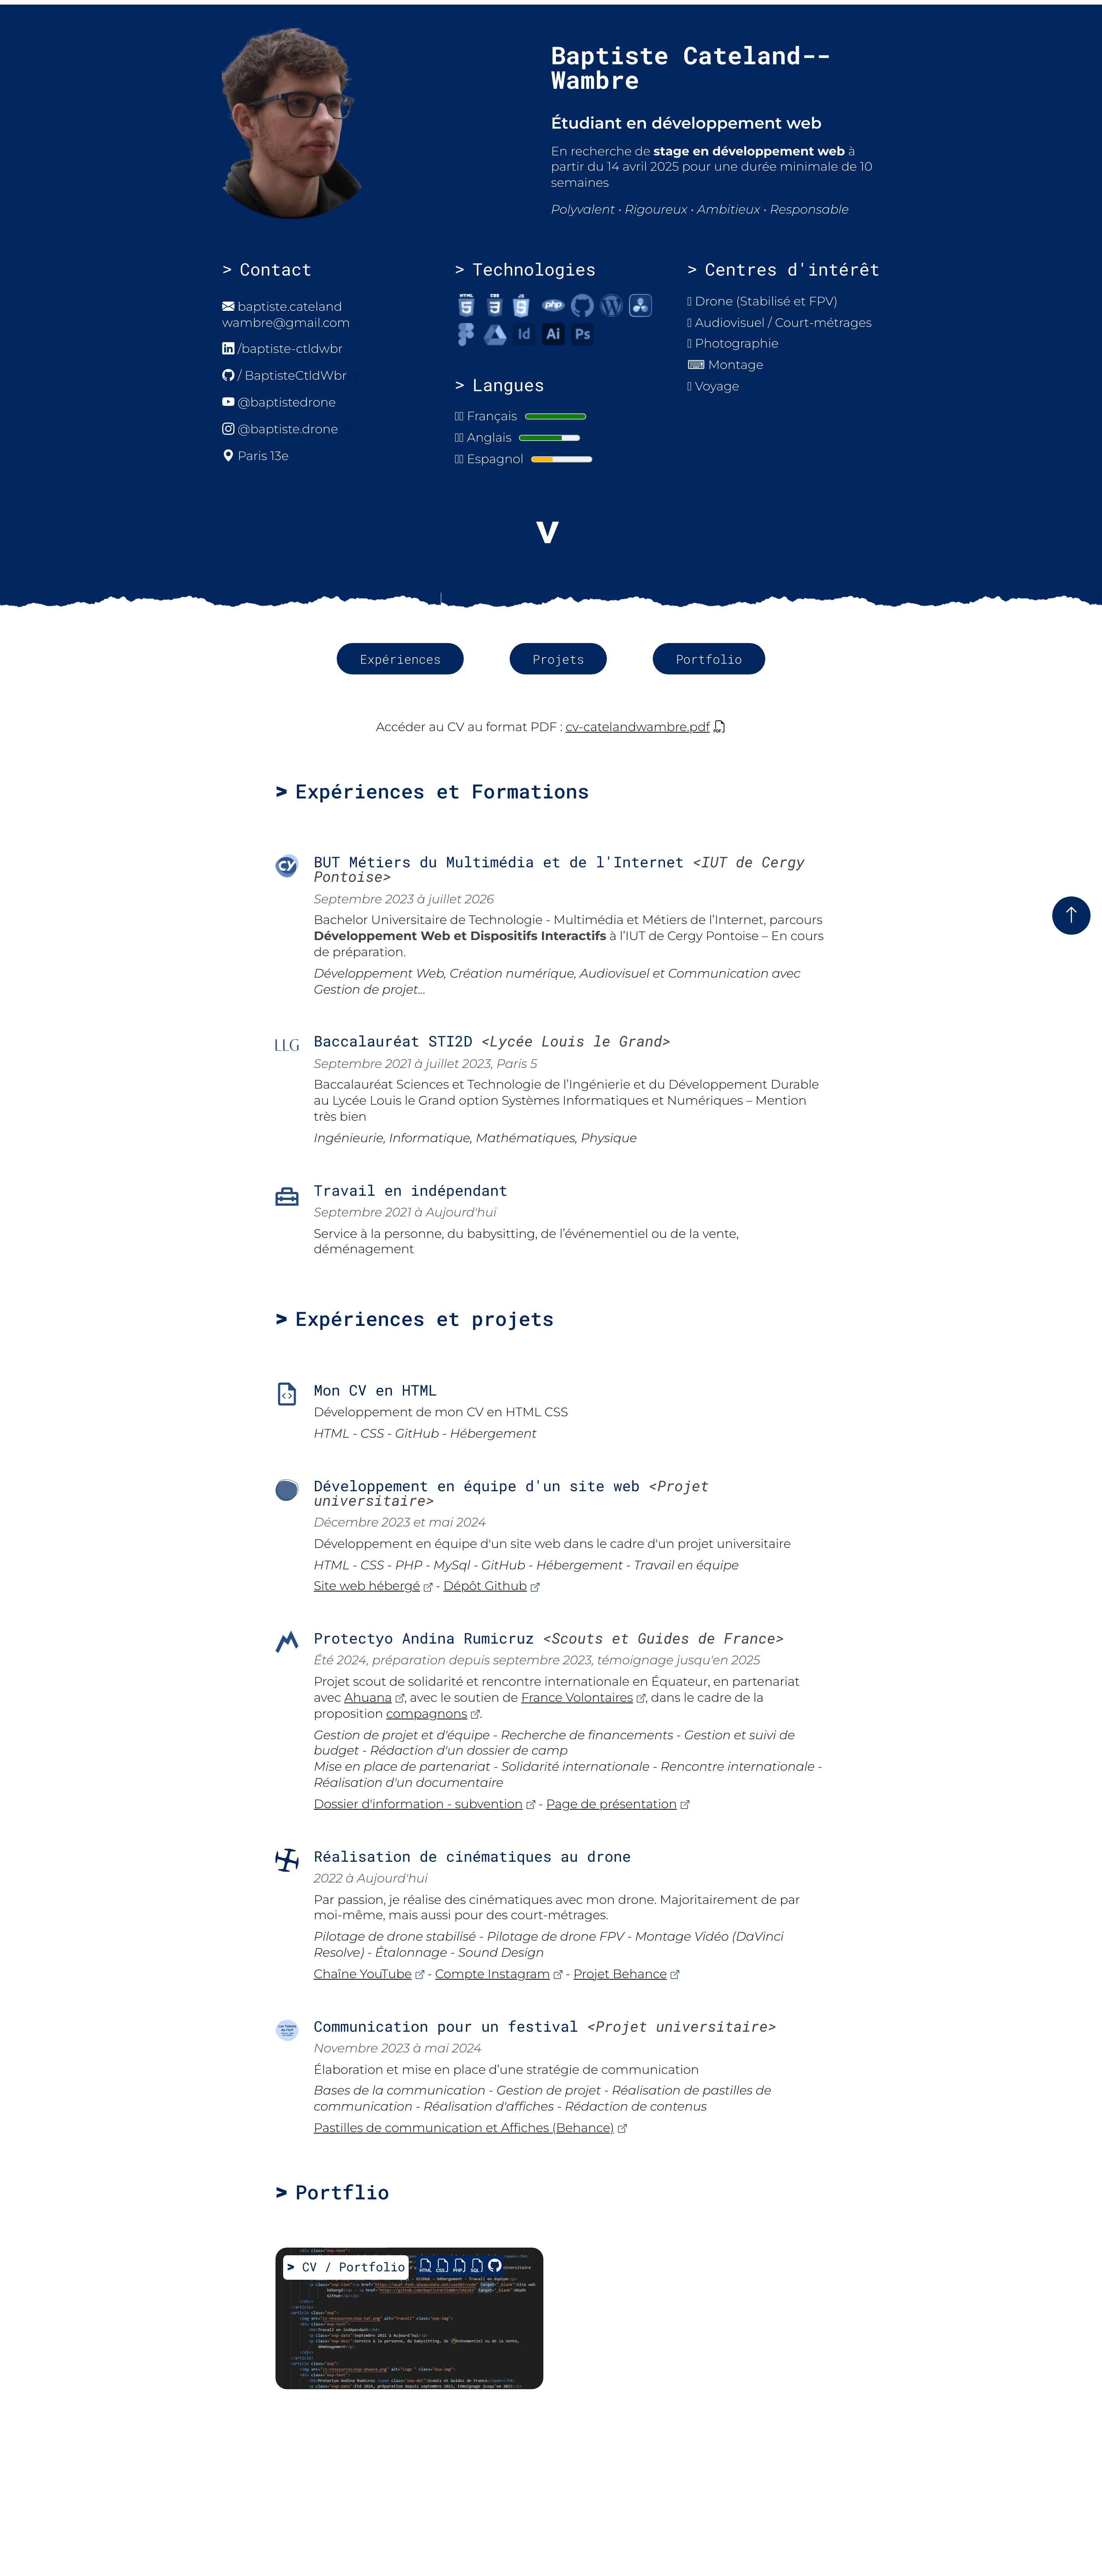 Baptiste Cateland--
Wambre
Étudiant en développement web
En recherche de stage en développement web à
partir du 14 avril 2025 pour une durée minimale de 10
semaines
Polyvalent • Rigoureux • Ambitieux • Responsable
> Contact
baptiste.cateland
wambre@gmail.com
/baptiste-ctldwbr
/ BaptisteCtldWbr
@baptistedrone
@baptiste.drone
Paris 13e
> Technologies
HTML 5 CSS 3 JS php
Id Ai Ps
> Langues
Français
Anglais
Espagnol
> Centres d'intérêt
Drone (Stabilisé et FPV)
Audiovisuel / Court-métrages
Photographie
⌨ Montage
Voyage
V
Expériences Projets Portfolio
Accéder au CV au format PDF : cv-catelandwambre.pdf
> Expériences et Formations
CY
BUT Métiers du Multimédia et de l'Internet <IUT de Cergy
Pontoise>
Septembre 2023 à juillet 2026
Bachelor Universitaire de Technologie - Multimédia et Métiers de l’Internet, parcours
Développement Web et Dispositifs Interactifs à l’IUT de Cergy Pontoise – En cours
de préparation.
Développement Web, Création numérique, Audiovisuel et Communication avec
Gestion de projet...
LLG
Baccalauréat STI2D <Lycée Louis le Grand>
Septembre 2021 à juillet 2023, Paris 5
Baccalauréat Sciences et Technologie de l’Ingénierie et du Développement Durable
au Lycée Louis le Grand option Systèmes Informatiques et Numériques – Mention
très bien
Ingénieurie, Informatique, Mathématiques, Physique
Travail en indépendant
Septembre 2021 à Aujourd'hui
Service à la personne, du babysitting, de l’événementiel ou de la vente,
déménagement
> Expériences et projets
Mon CV en HTML
Développement de mon CV en HTML CSS
HTML - CSS - GitHub - Hébergement
Développement en équipe d'un site web <Projet
universitaire>
Décembre 2023 et mai 2024
Développement en équipe d'un site web dans le cadre d'un projet universitaire
HTML - CSS - PHP - MySql - GitHub - Hébergement - Travail en équipe
Site web hébergé - Dépôt Github
Protectyo Andina Rumicruz <Scouts et Guides de France>
Été 2024, préparation depuis septembre 2023, témoignage jusqu'en 2025
Projet scout de solidarité et rencontre internationale en Équateur, en partenariat
avec Ahuana, avec le soutien de France Volontaires, dans le cadre de la
proposition compagnons.
Gestion de projet et d'équipe - Recherche de financements - Gestion et suivi de
budget - Rédaction d'un dossier de camp
Mise en place de partenariat - Solidarité internationale - Rencontre internationale -
Réalisation d'un documentaire
Dossier d'information - subvention - Page de présentation
Réalisation de cinématiques au drone
2022 à Aujourd'hui
Par passion, je réalise des cinématiques avec mon drone. Majoritairement de par
moi-même, mais aussi pour des court-métrages.
Pilotage de drone stabilisé - Pilotage de drone FPV - Montage Vidéo (DaVinci
Resolve) - Étalonnage - Sound Design
Chaîne YouTube - Compte Instagram - Projet Behance
Communication pour un festival <Projet universitaire>
Novembre 2023 à mai 2024
Élaboration et mise en place d’une stratégie de communication
Bases de la communication - Gestion de projet - Réalisation de pastilles de
communication - Réalisation d'affiches - Rédaction de contenus
Pastilles de communication et Affiches (Behance)
> Portflio
> CV / Portfolio HTML CSS PHP SQL